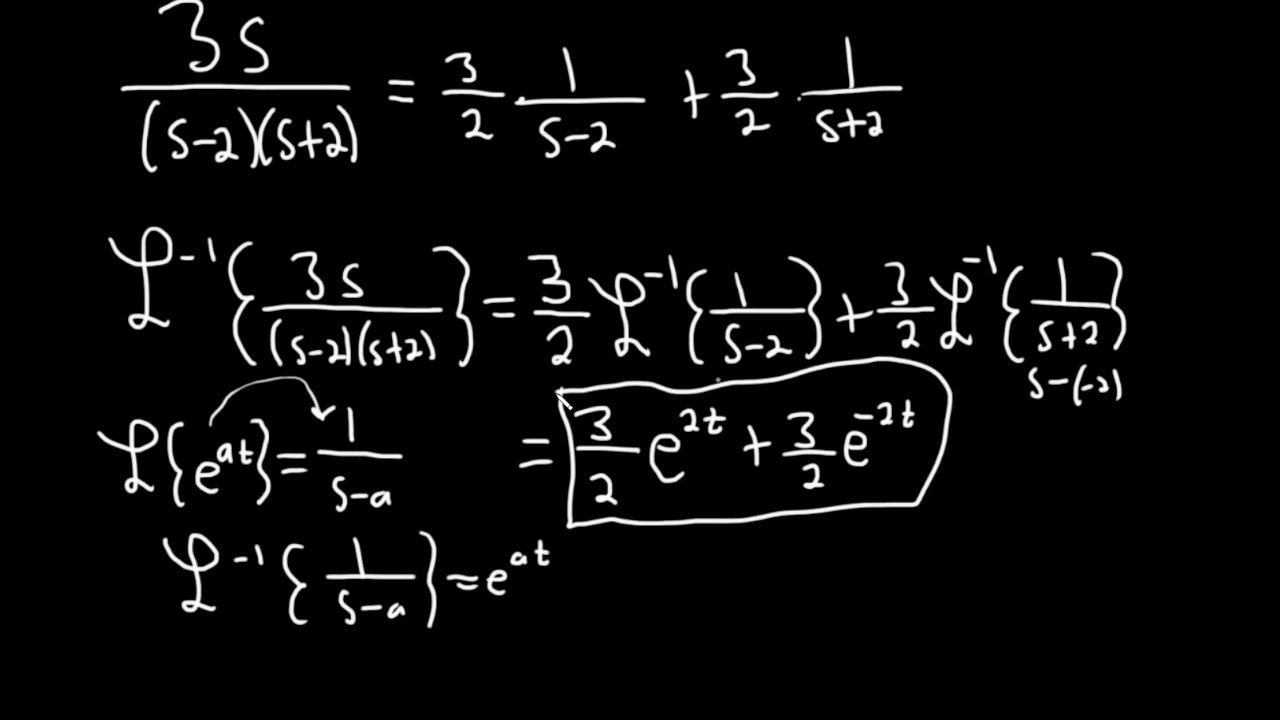 3s/((s-2)(s+2)) = 3/2 · 1/(s-2) + 3/2 · 1/(s+2)
ℒ⁻¹{3s/((s-2)(s+2))} = 3/2 ℒ⁻¹{1/(s-2)} + 3/2 ℒ⁻¹{1/(s+2)}
s-(-2)
ℒ{e^{at}} = 1/(s-a)
= 3/2 e^{2t} + 3/2 e^{-2t}
ℒ⁻¹{1/(s-a)} = e^{at}